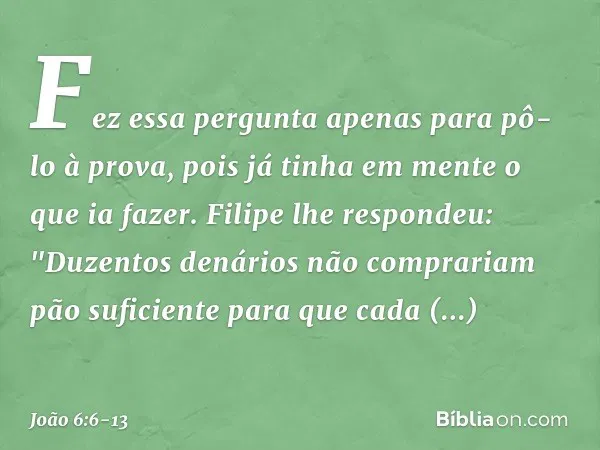 Fez essa pergunta apenas para pô-
lo à prova, pois já tinha em mente o
que ia fazer. Filipe lhe respondeu:
"Duzentos denários não comprariam
pão suficiente para que cada (...)
João 6:6-13
Bíbliaon.com